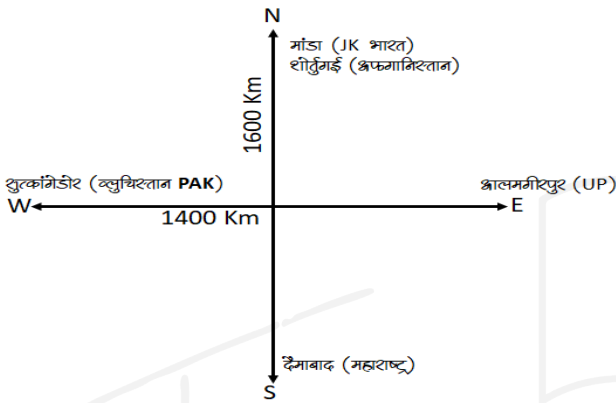 N
मांडा (JK भारत)
शोर्तुगई (अफगानिस्तान)
1600 Km
सुत्कांगेडोर (ब्लुचिस्तान PAK)
आलमगीरपुर (UP)
W
E
1400 Km
दैमाबाद (महाराष्ट्र)
S